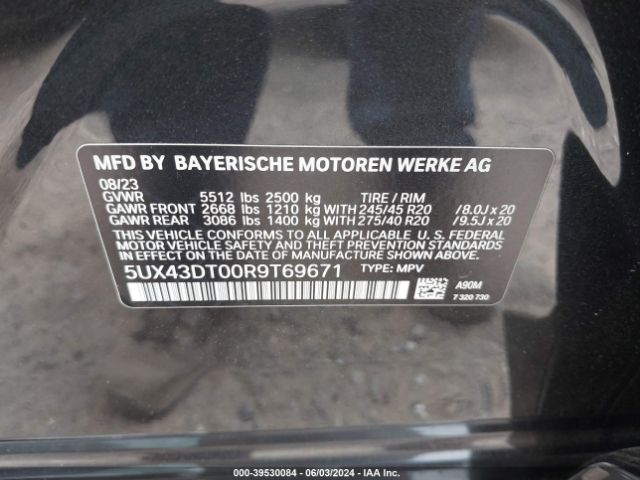 MFD BY BAYERISCHE MOTOREN WERKE AG
08/23
GVWR 5512 lbs 2500 kg TIRE / RIM
GAWR FRONT 2668 lbs 1210 kg WITH 245/45 R20 /8.0J x 20
GAWR REAR 3086 lbs 1400 kg WITH 275/40 R20 /9.5J x 20
THIS VEHICLE CONFORMS TO ALL APPLICABLE U. S. FEDERAL
MOTOR VEHICLE SAFETY, BUMPER, AND THEFT PREVENTION
STANDARDS IN EFFECT ON THE DATE OF MANUFACTURE SHOWN ABOVE.
5UX43DT00R9T69671 TYPE: MPV
A90M
7 320 730
000-39530084 - 06/03/2024 - IAA Inc.